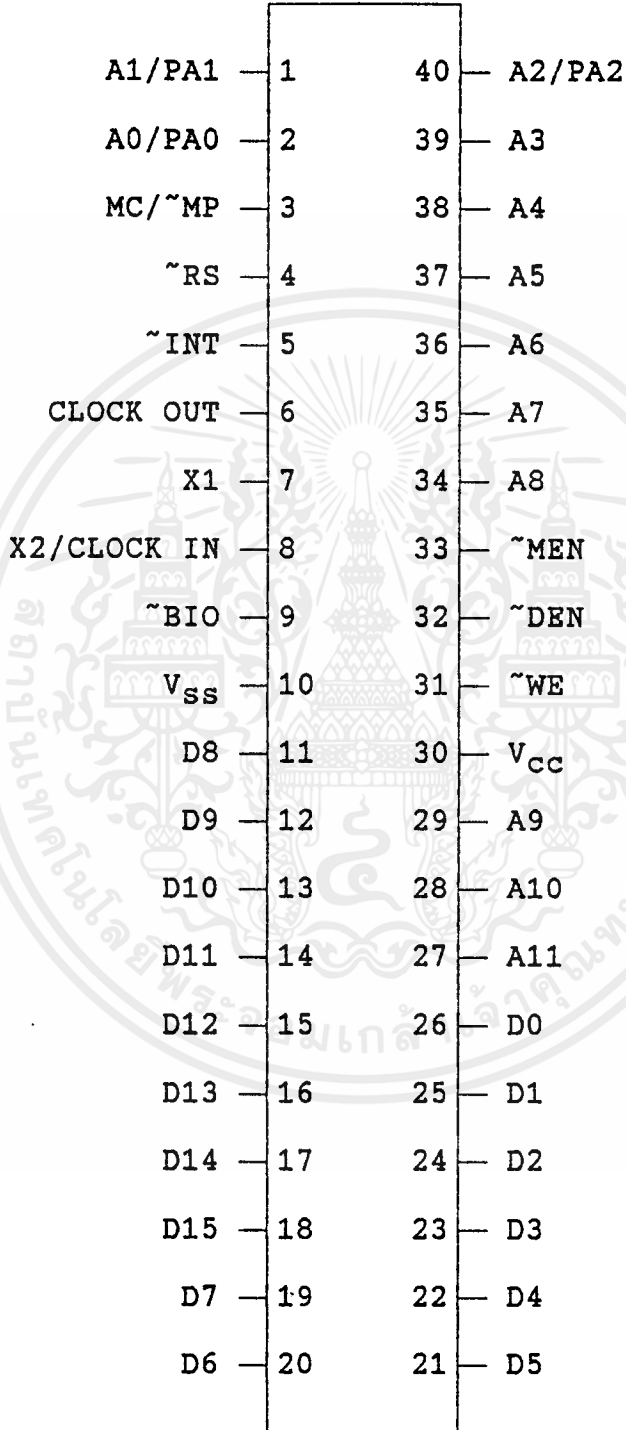 A1/PA1 1 40 A2/PA2
A0/PA0 2 39 A3
MC/~MP 3 38 A4
~RS 4 37 A5
~INT 5 36 A6
CLOCK OUT 6 35 A7
X1 7 34 A8
X2/CLOCK IN 8 33 ~MEN
~BIO 9 32 ~DEN
VSS 10 31 ~WE
D8 11 30 VCC
D9 12 29 A9
D10 13 28 A10
D11 14 27 A11
D12 15 26 D0
D13 16 25 D1
D14 17 24 D2
D15 18 23 D3
D7 19 22 D4
D6 20 21 D5